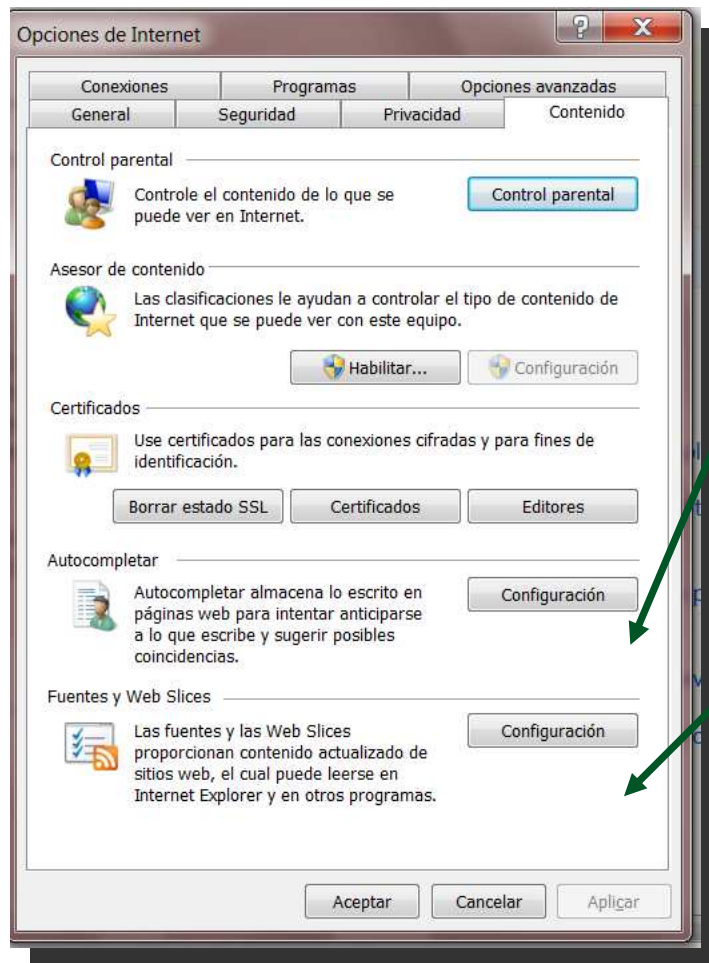 Opciones de Internet
Conexiones
Programas
Opciones avanzadas
General
Seguridad
Privacidad
Contenido
Control parental
Controle el contenido de lo que se
puede ver en Internet.
Control parental
Asesor de contenido
Las clasificaciones le ayudan a controlar el tipo de contenido de
Internet que se puede ver con este equipo.
Habilitar...
Configuración
Certificados
Use certificados para las conexiones cifradas y para fines de
identificación.
Borrar estado SSL
Certificados
Editores
Autocompletar
Autocompletar almacena lo escrito en
páginas web para intentar anticiparse
a lo que escribe y sugerir posibles
coincidencias.
Configuración
Fuentes y Web Slices
Las fuentes y las Web Slices
proporcionan contenido actualizado de
sitios web, el cual puede leerse en
Internet Explorer y en otros programas.
Configuración
Aceptar
Cancelar
Aplicar